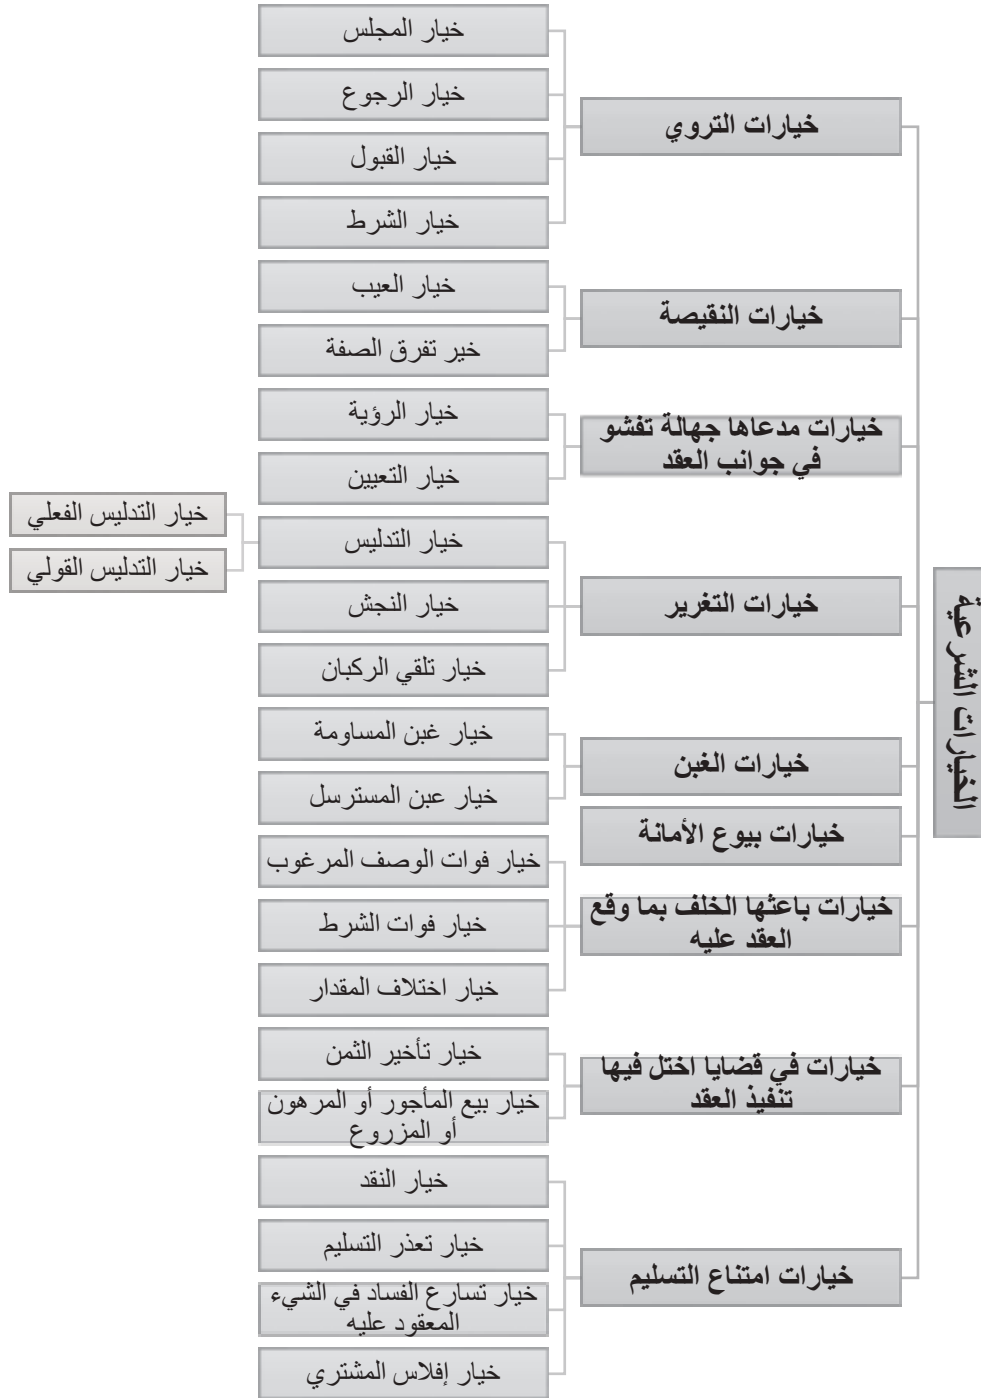 الخيارات الشرعية
خيارات التروي
خيار المجلس
خيار الرجوع
خيار القبول
خيار الشرط
خيارات النقيصة
خيار العيب
خير تفرق الصفة
خيارات مدعاها جهالة تفشو
في جوانب العقد
خيار الرؤية
خيار التعيين
خيارات التغرير
خيار التدليس
خيار التدليس الفعلي
خيار التدليس القولي
خيار النجش
خيار تلقي الركبان
خيارات الغبن
خيار غبن المساومة
خيار عبن المسترسل
خيارات بيوع الأمانة
خيارات باعثها الخلف بما وقع
العقد عليه
خيار فوات الوصف المرغوب
خيار فوات الشرط
خيار اختلاف المقدار
خيارات في قضايا اختل فيها
تنفيذ العقد
خيار تأخير الثمن
خيار بيع المأجور أو المرهون
أو المزروع
خيارات امتناع التسليم
خيار النقد
خيار تعذر التسليم
خيار تسارع الفساد في الشيء
المعقود عليه
خيار إفلاس المشتري